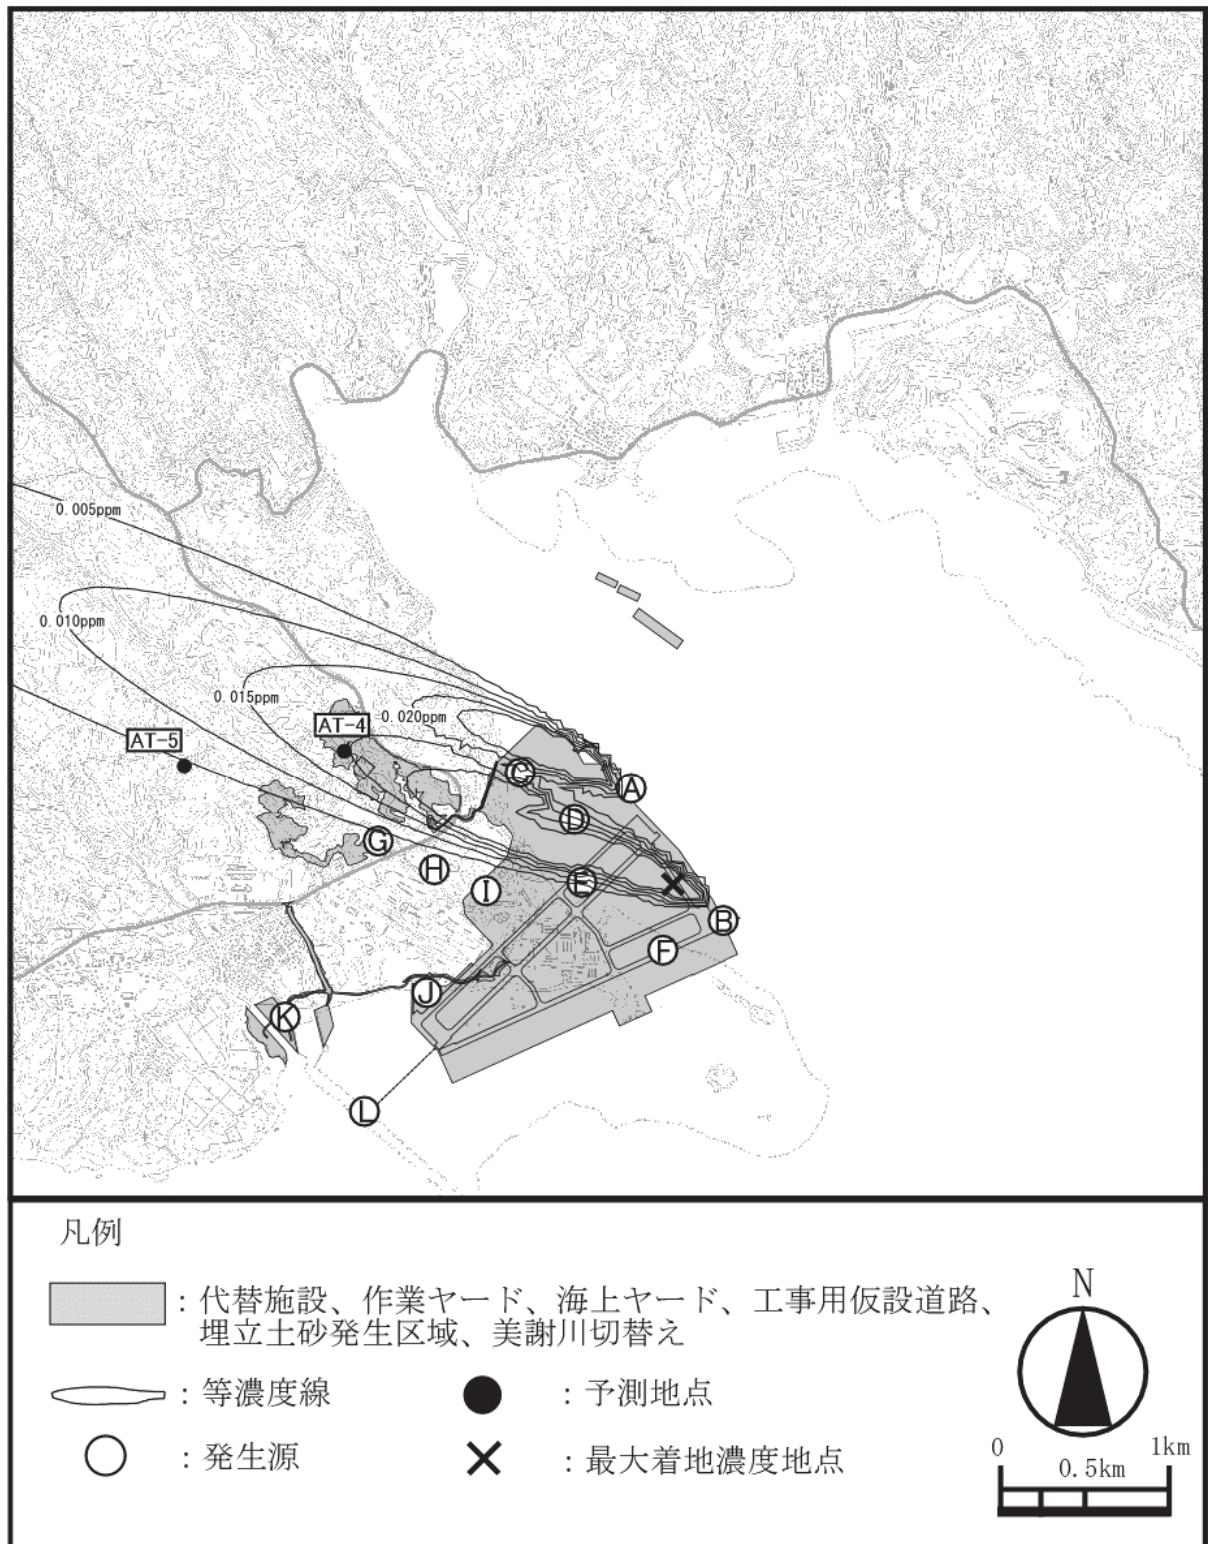 0.005ppm
0.010ppm
0.015ppm
0.020ppm
AT-4
AT-5
A
B
C
D
E
F
G
H
I
J
K
L
凡例
：代替施設、作業ヤード、海上ヤード、工事用仮設道路、
埋立土砂発生区域、美謝川切替え
：等濃度線
：予測地点
：発生源
：最大着地濃度地点
N
0
0.5km
1km